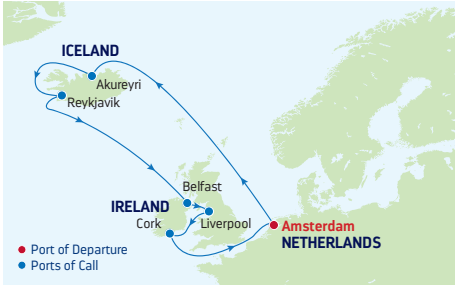 ICELAND
Akureyri
Reykjavik
Belfast
IRELAND
Cork
Liverpool
Amsterdam
NETHERLANDS
Port of Departure
Ports of Call